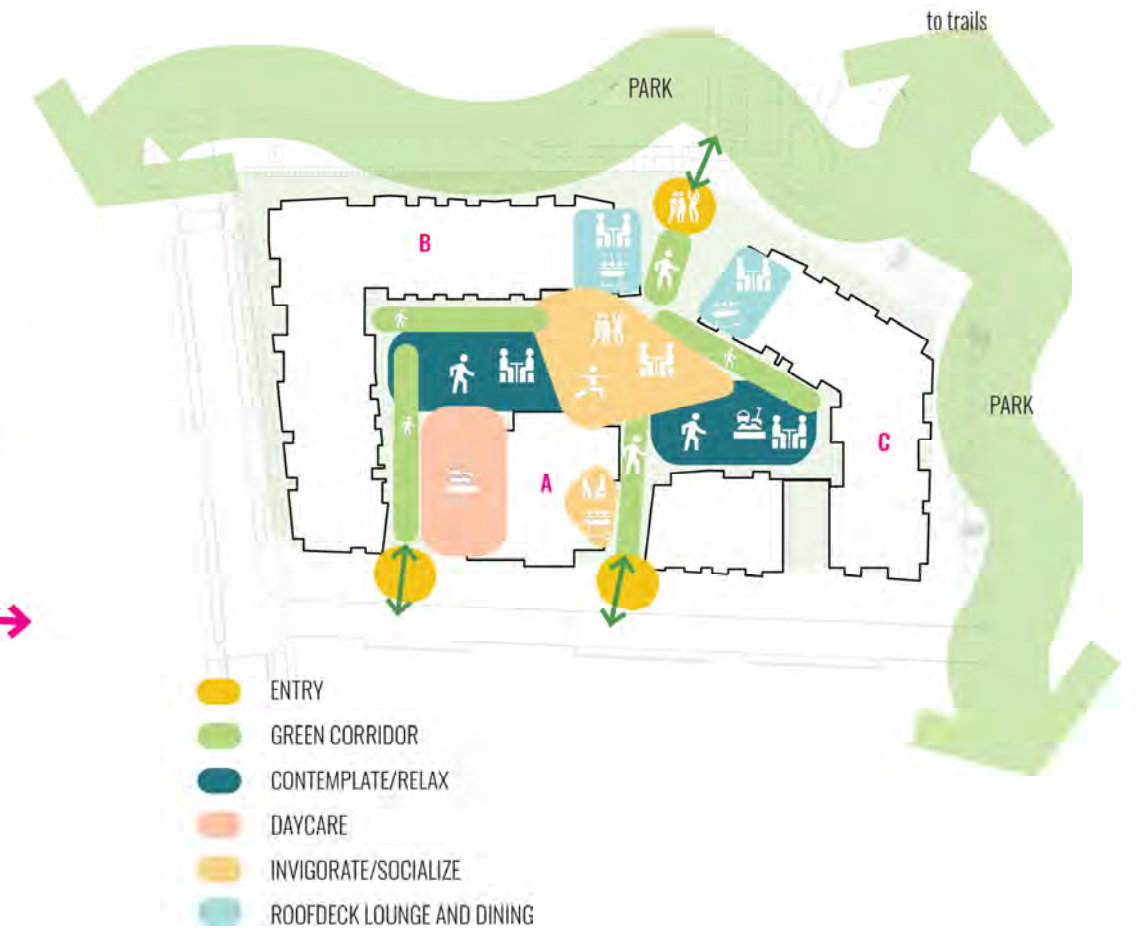 to trails
PARK
B
PARK
C
A
ENTRY
GREEN CORRIDOR
CONTEMPLATE/RELAX
DAYCARE
INVIGORATE/SOCIALIZE
ROOFDECK LOUNGE AND DINING